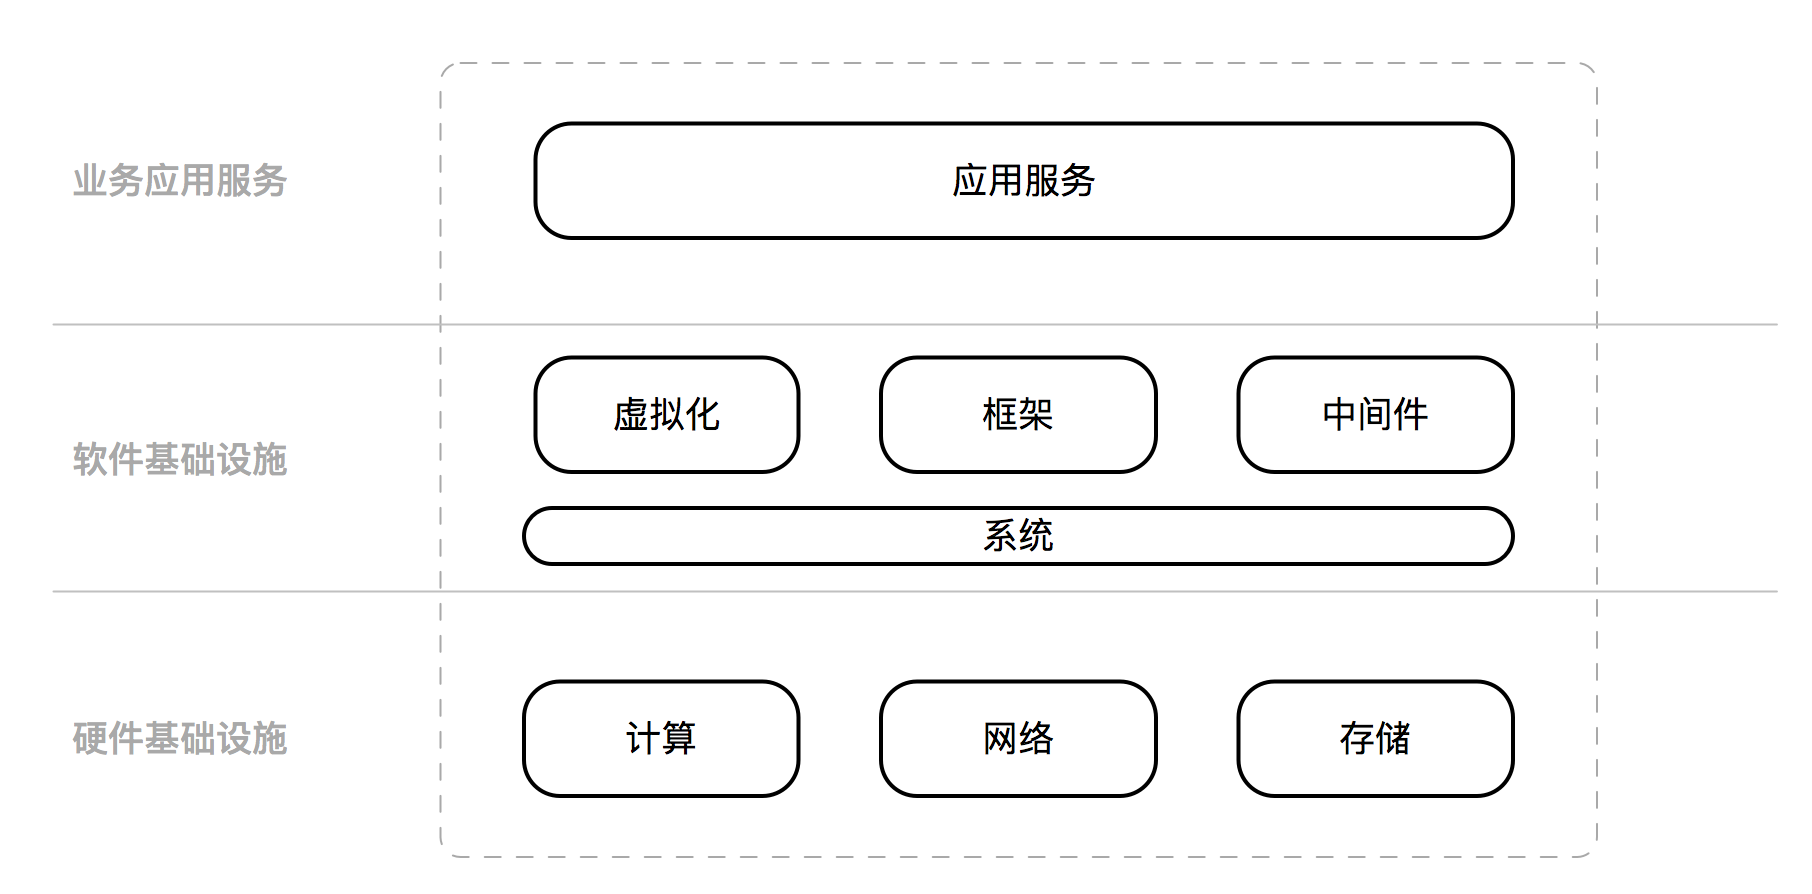 业务应用服务
应用服务
软件基础设施
虚拟化
框架
中间件
系统
硬件基础设施
计算
网络
存储